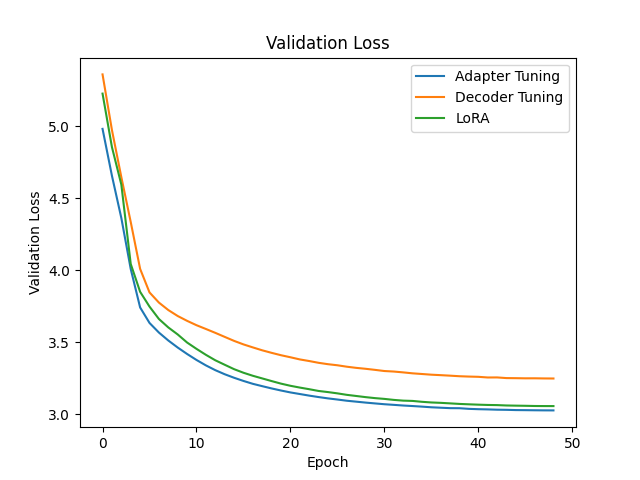 Validation Loss
Adapter Tuning
Decoder Tuning
LoRA
Validation Loss
5.0
4.5
4.0
3.5
3.0
0 10 20 30 40 50
Epoch